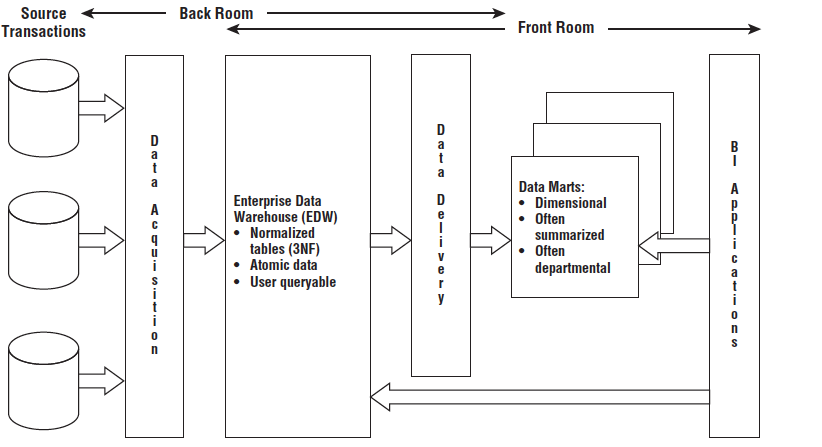 Source
Transactions
Back Room
Front Room
Data Acquisition
Enterprise Data
Warehouse (EDW)
• Normalized
tables (3NF)
• Atomic data
• User queryable
Data Delivery
Data Marts:
• Dimensional
• Often
summarized
• Often
departmental
BI Applications